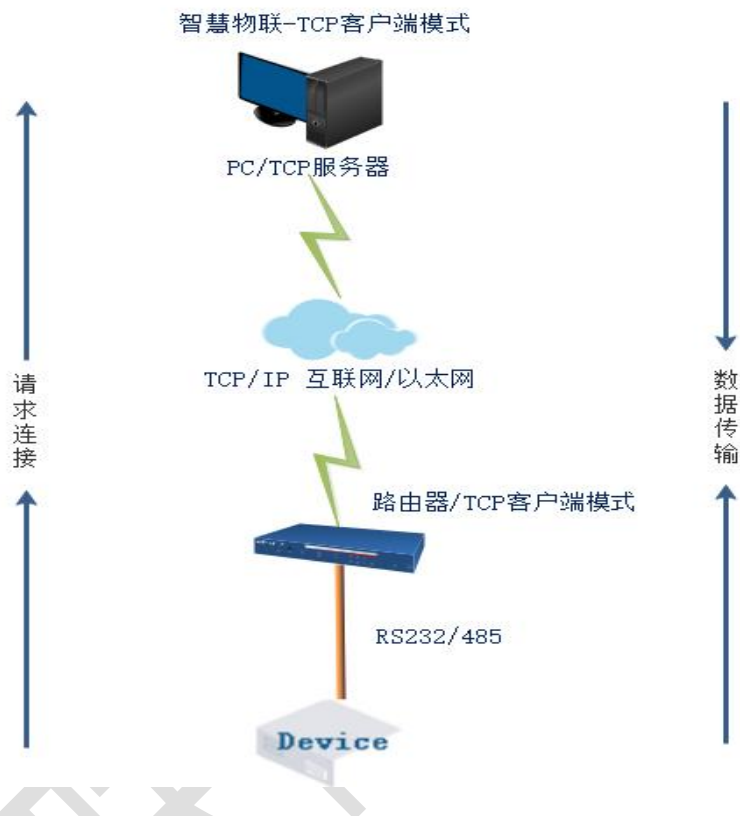 智慧物联-TCP客户端模式
PC/TCP服务器
TCP/IP 互联网/以太网
请求连接
数据传输
路由器/TCP客户端模式
RS232/485
Device